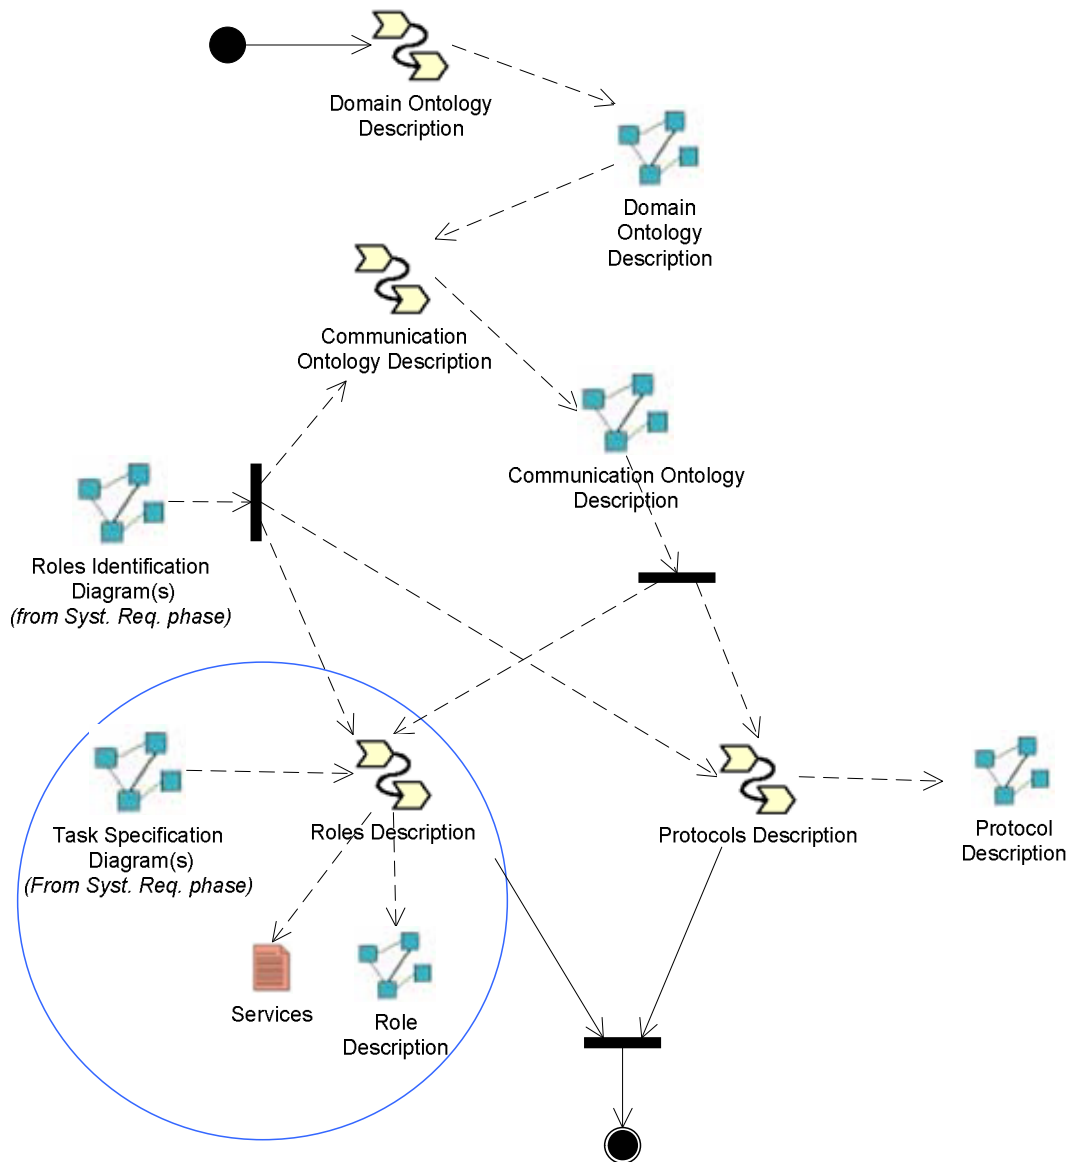 Domain Ontology
Description
Domain
Ontology
Description
Communication
Ontology Description
Communication Ontology
Description
Roles Identification
Diagram(s)
(from Syst. Req. phase)
Task Specification
Diagram(s)
(From Syst. Req. phase)
Roles Description
Protocols Description
Protocol
Description
Services
Role
Description